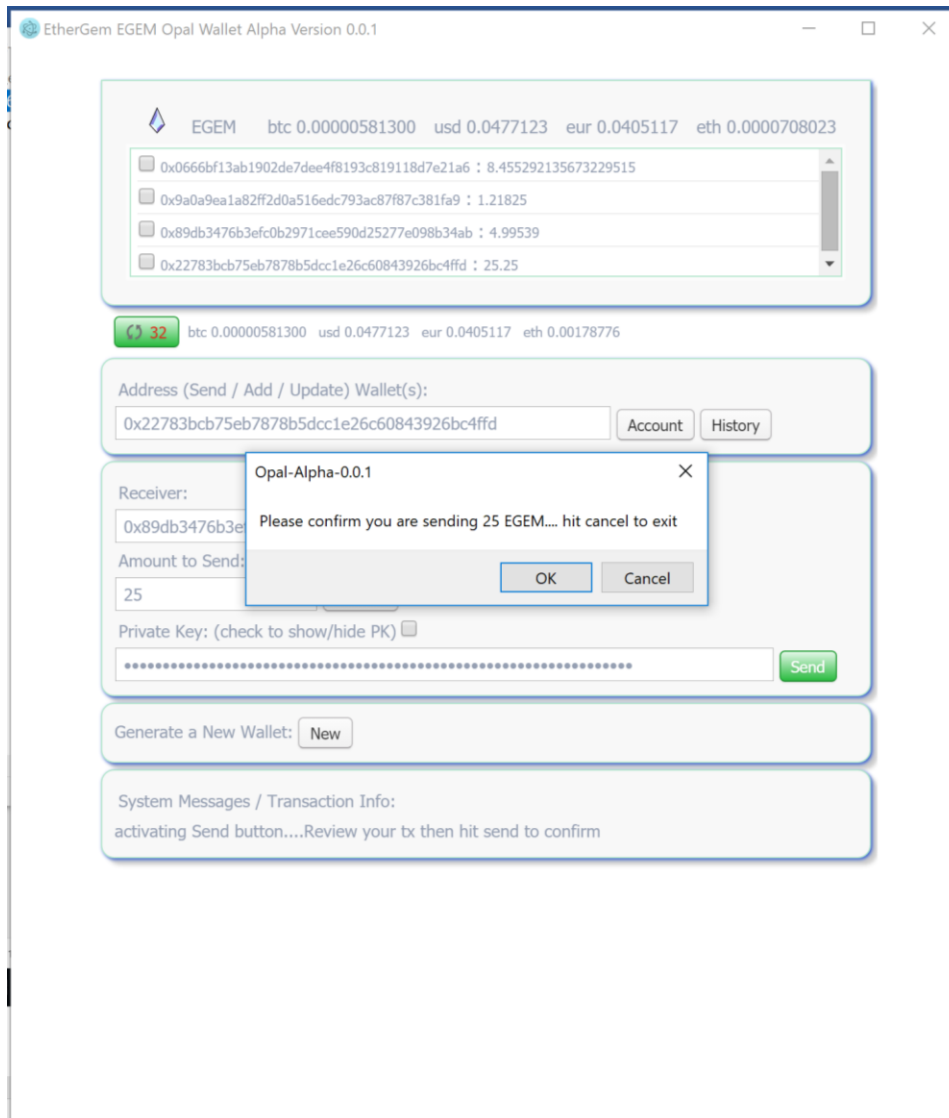 EtherGem EGEM Opal Wallet Alpha Version 0.0.1
EGEM btc 0.00000581300 usd 0.0477123 eur 0.0405117 eth 0.0000708023
0x0666bf13ab1902de7dee4f8193c819118d7e21a6 : 8.455292135673229515
0x9a0a9ea1a82ff2d0a516edc793ac87f87c381fa9 : 1.21825
0x89db3476b3efc0b2971cee590d25277e098b34ab : 4.99539
0x22783bcb75eb7878b5dcc1e26c60843926bc4ffd : 25.25
32 btc 0.00000581300 usd 0.0477123 eur 0.0405117 eth 0.00178776
Address (Send / Add / Update) Wallet(s):
0x22783bcb75eb7878b5dcc1e26c60843926bc4ffd Account History
Opal-Alpha-0.0.1
Please confirm you are sending 25 EGEM.... hit cancel to exit
OK Cancel
Receiver:
0x89db3476b3ef
Amount to Send:
25
Private Key: (check to show/hide PK)
Send
Generate a New Wallet: New
System Messages / Transaction Info:
activating Send button....Review your tx then hit send to confirm